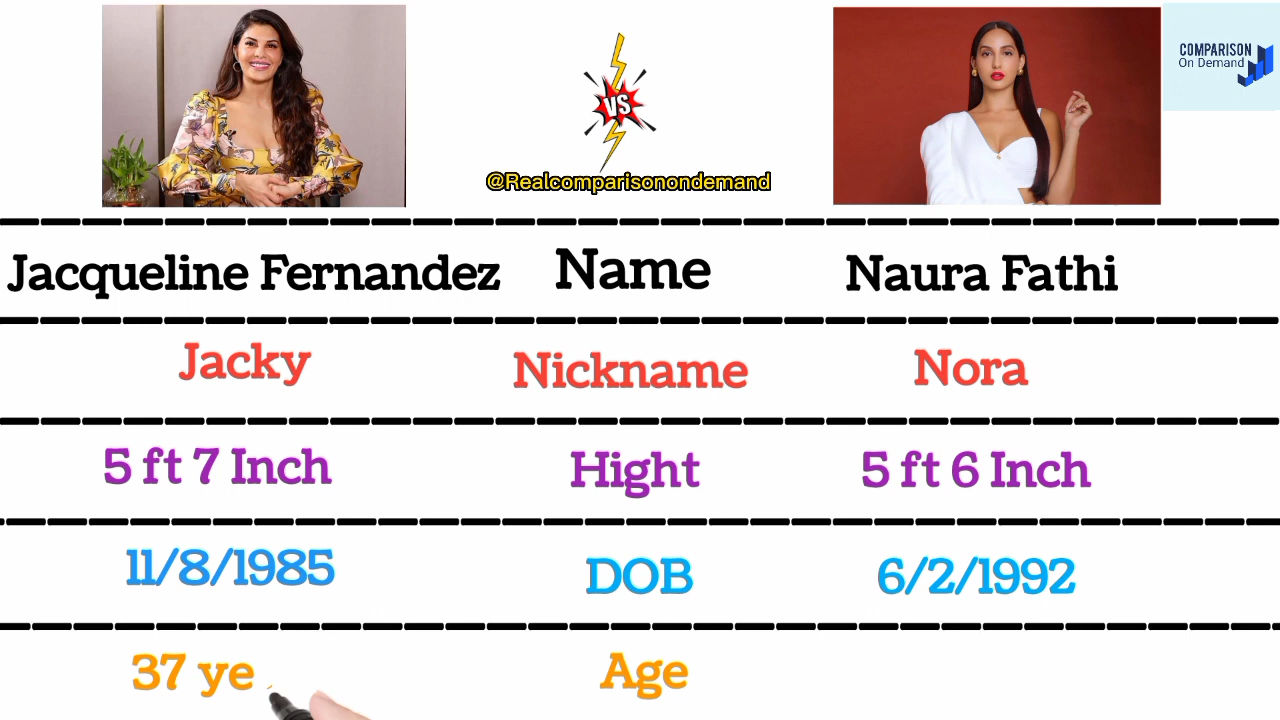 COMPARISON
On Demand
VS
@Realcomparisonondemand
Jacqueline Fernandez Name Naura Fathi
Jacky Nickname Nora
5 ft 7 Inch Hight 5 ft 6 Inch
11/8/1985 DOB 6/2/1992
37 ye Age